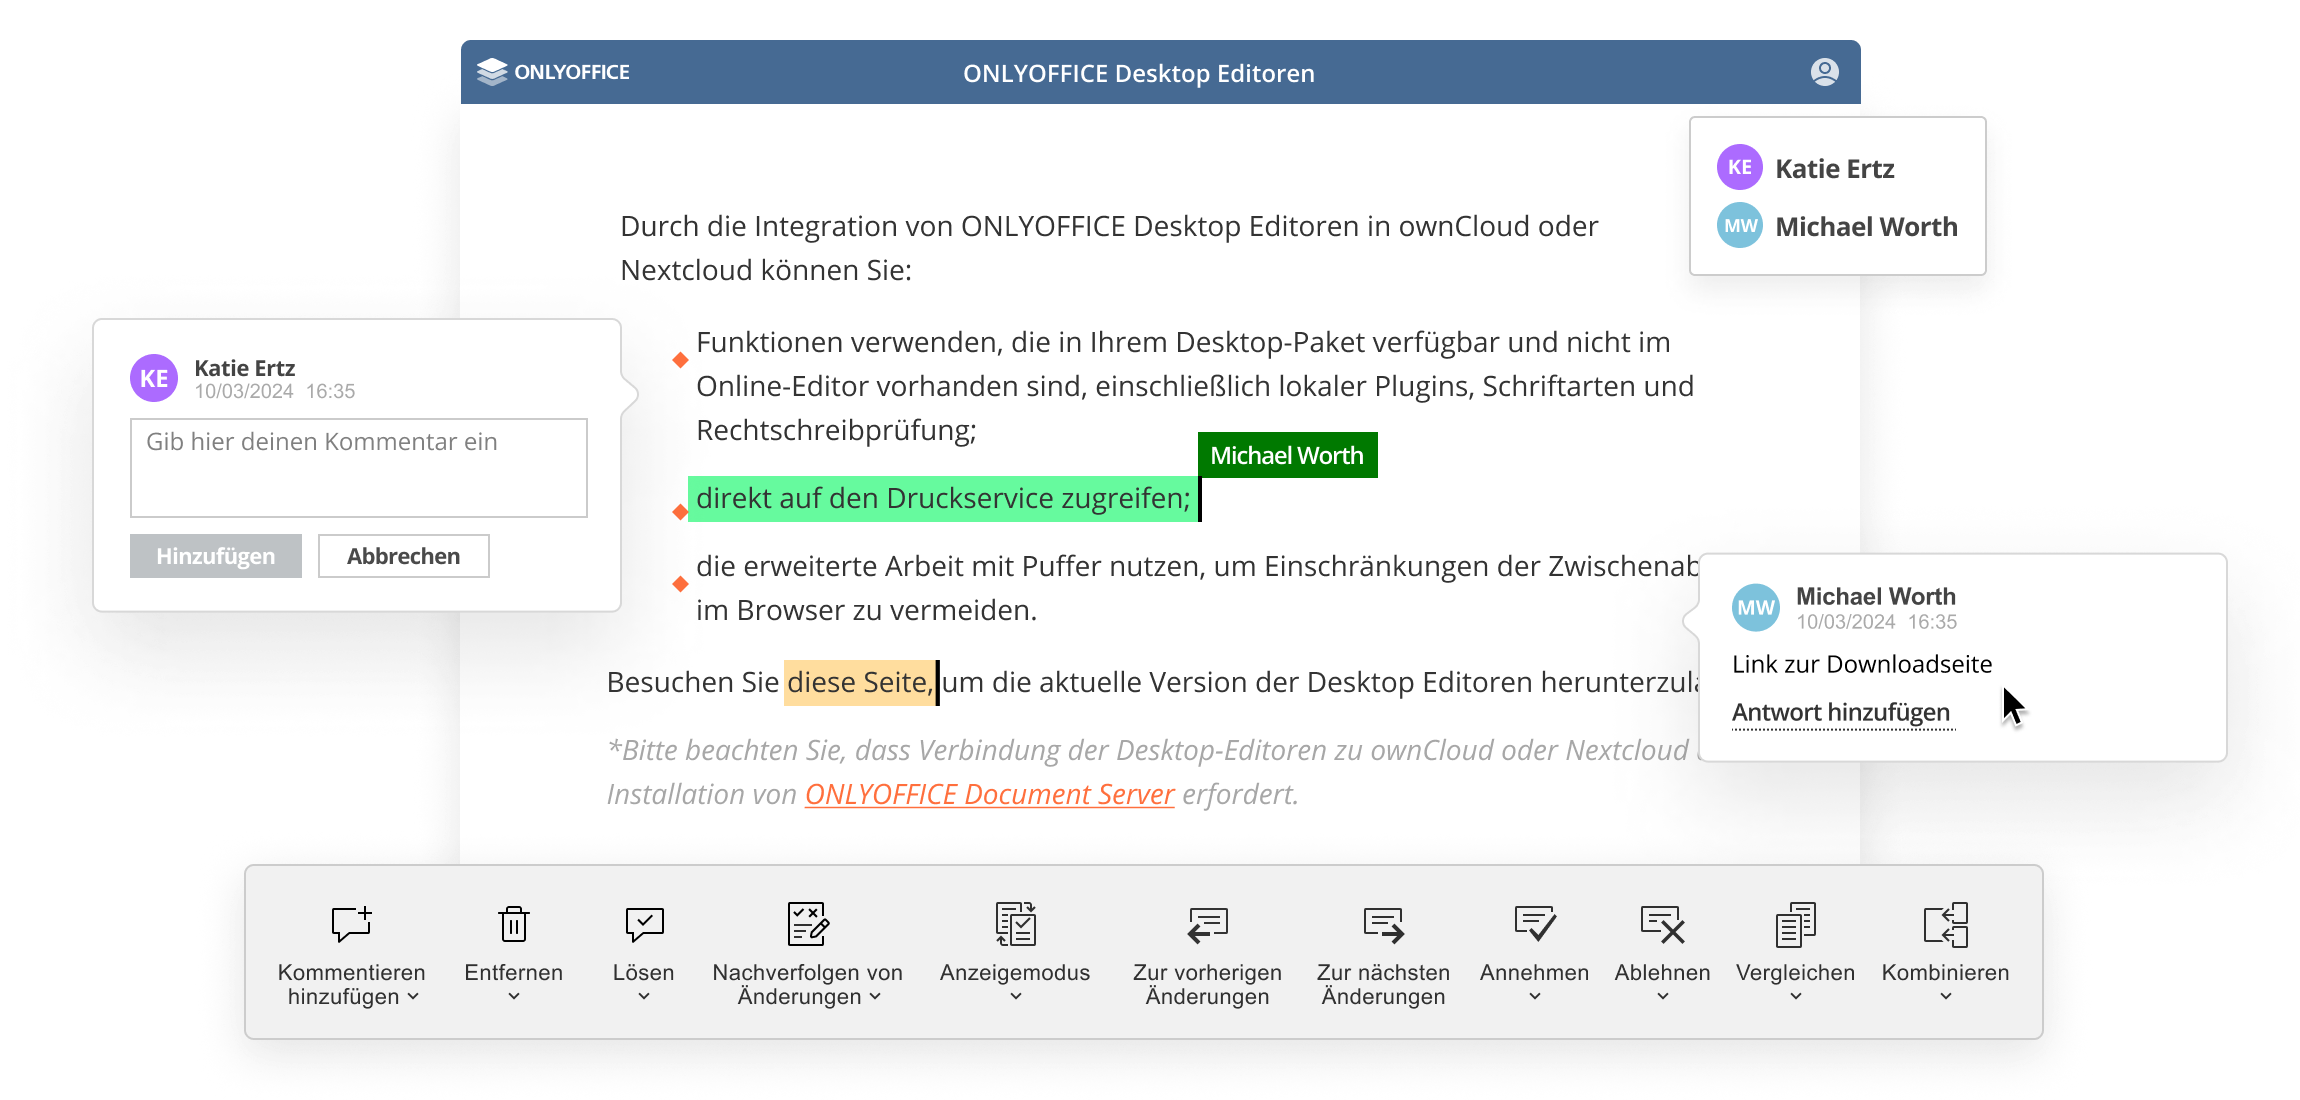 ONLYOFFICE
ONLYOFFICE Desktop Editoren
KE Katie Ertz
MW Michael Worth
Durch die Integration von ONLYOFFICE Desktop Editoren in ownCloud oder
Nextcloud können Sie:
KE Katie Ertz
10/03/2024 16:35
Gib hier deinen Kommentar ein
Hinzufügen Abbrechen
Funktionen verwenden, die in Ihrem Desktop-Paket verfügbar und nicht im
Online-Editor vorhanden sind, einschließlich lokaler Plugins, Schriftarten und
Rechtschreibprüfung;
Michael Worth
direkt auf den Druckservice zugreifen;
die erweiterte Arbeit mit Puffer nutzen, um Einschränkungen der Zwischenab
im Browser zu vermeiden.
MW Michael Worth
10/03/2024 16:35
Link zur Downloadseite
Antwort hinzufügen
Besuchen Sie diese Seite, um die aktuelle Version der Desktop Editoren herunterzula
*Bitte beachten Sie, dass Verbindung der Desktop-Editoren zu ownCloud oder Nextcloud
Installation von ONLYOFFICE Document Server erfordert.
Kommentieren
hinzufügen
Entfernen
Lösen
Nachverfolgen von
Änderungen
Anzeigemodus
Zur vorherigen
Änderungen
Zur nächsten
Änderungen
Annehmen
Ablehnen
Vergleichen
Kombinieren